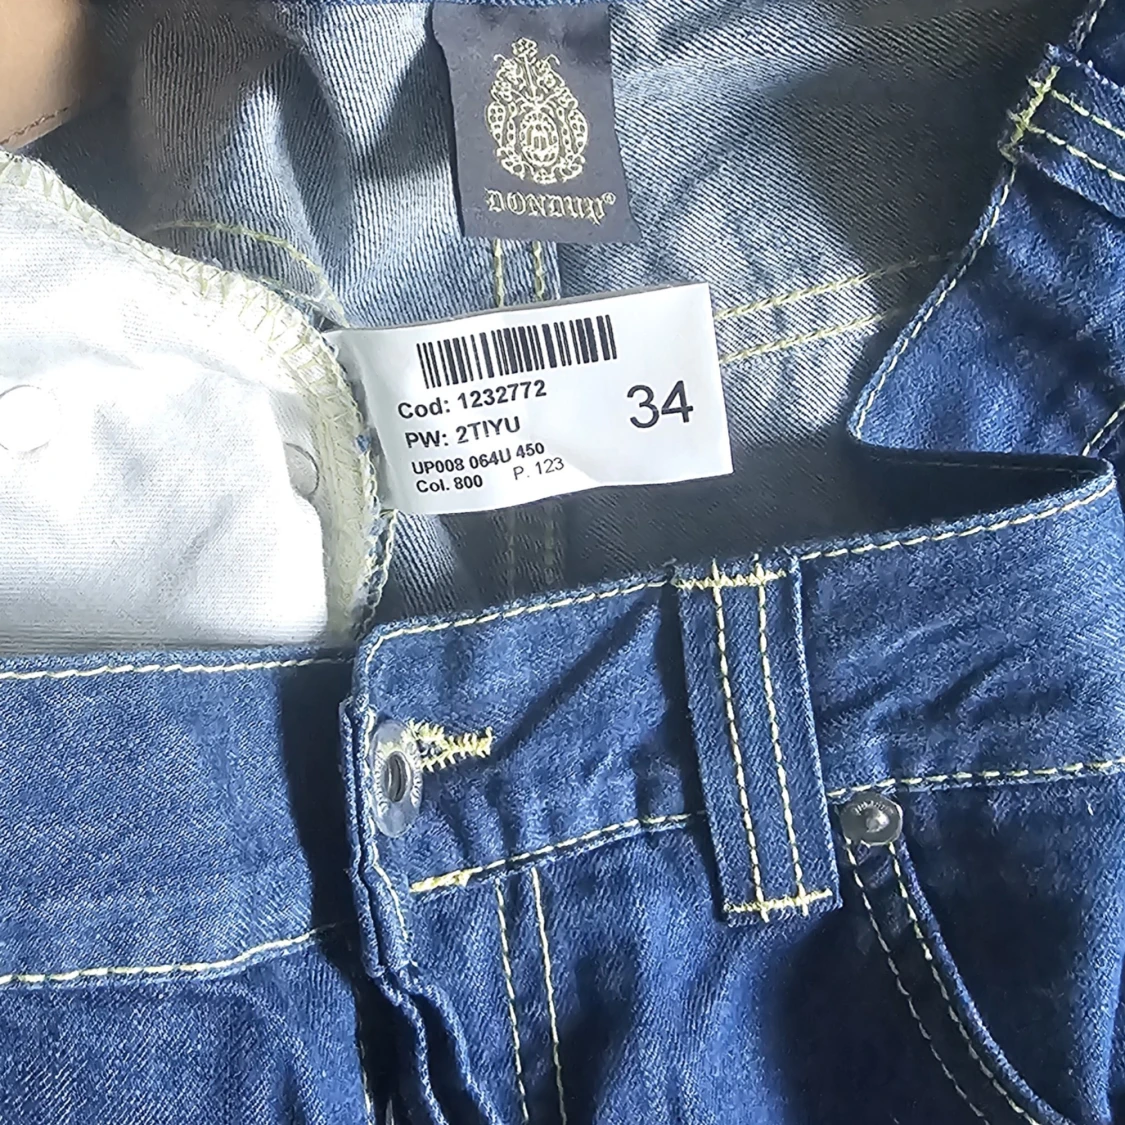 DONDUP®
Cod: 1232772
34
PW: 2TIYU
UP008 064U 450
Col. 800 P. 123